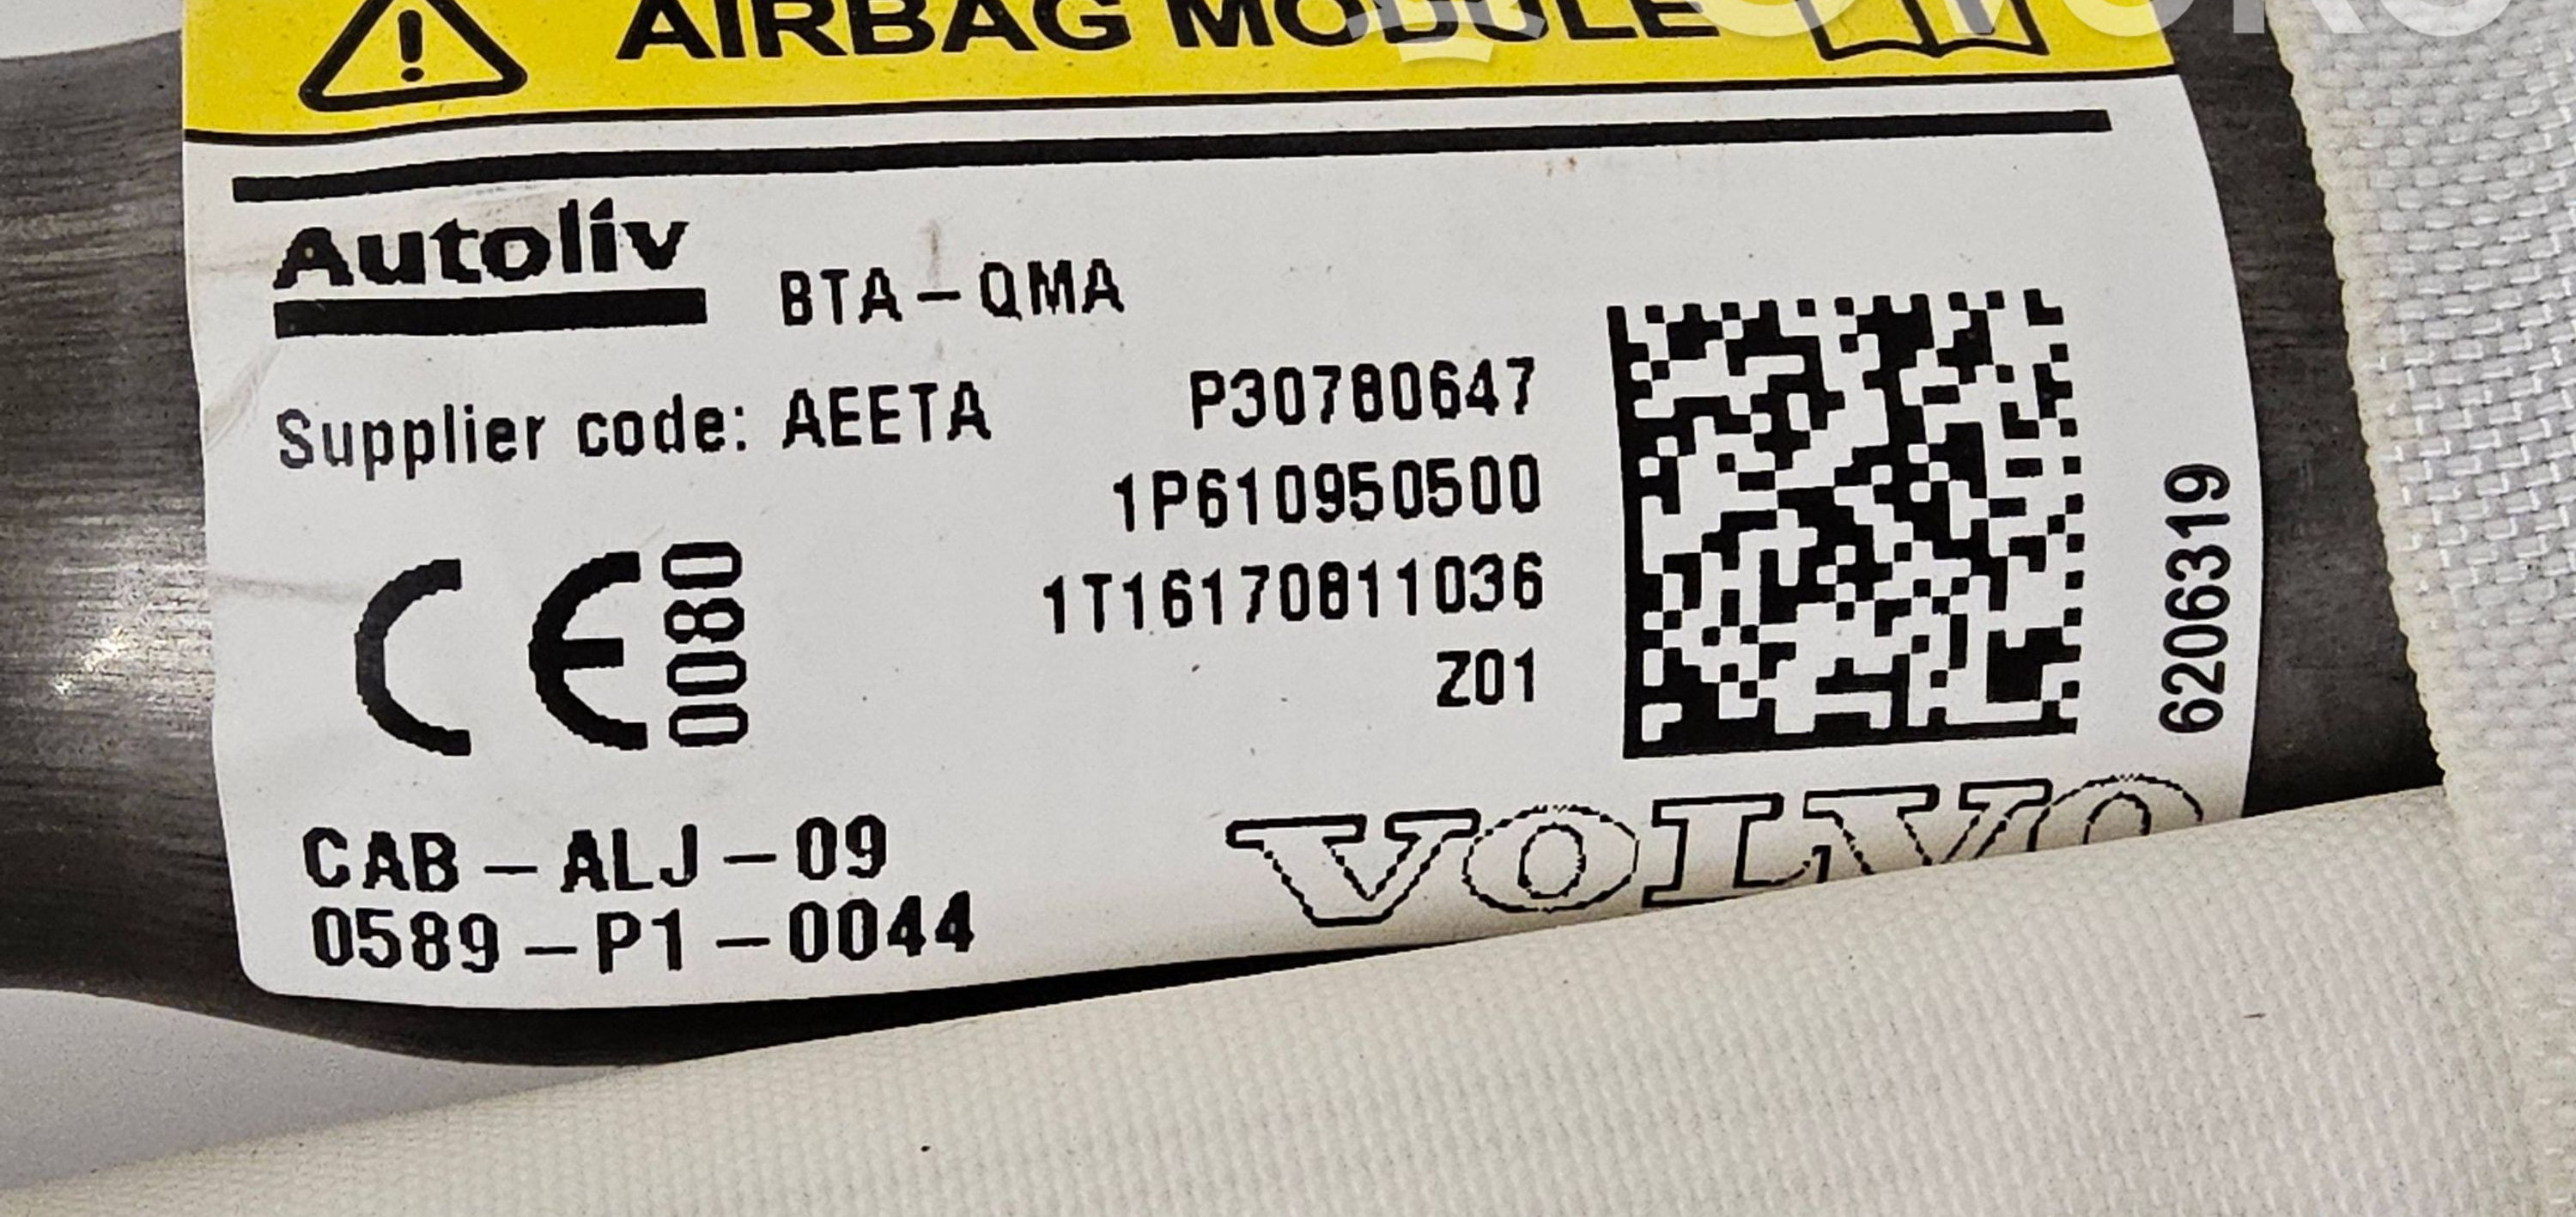 AIRBAG MODULE
Autoliv
BTA-QMA
Supplier code: AEETA
P30780647
1P610950500
1T16170811036
Z01
CE
0080
6206319
CAB-ALJ-09
0589-P1-0044
VOLVO